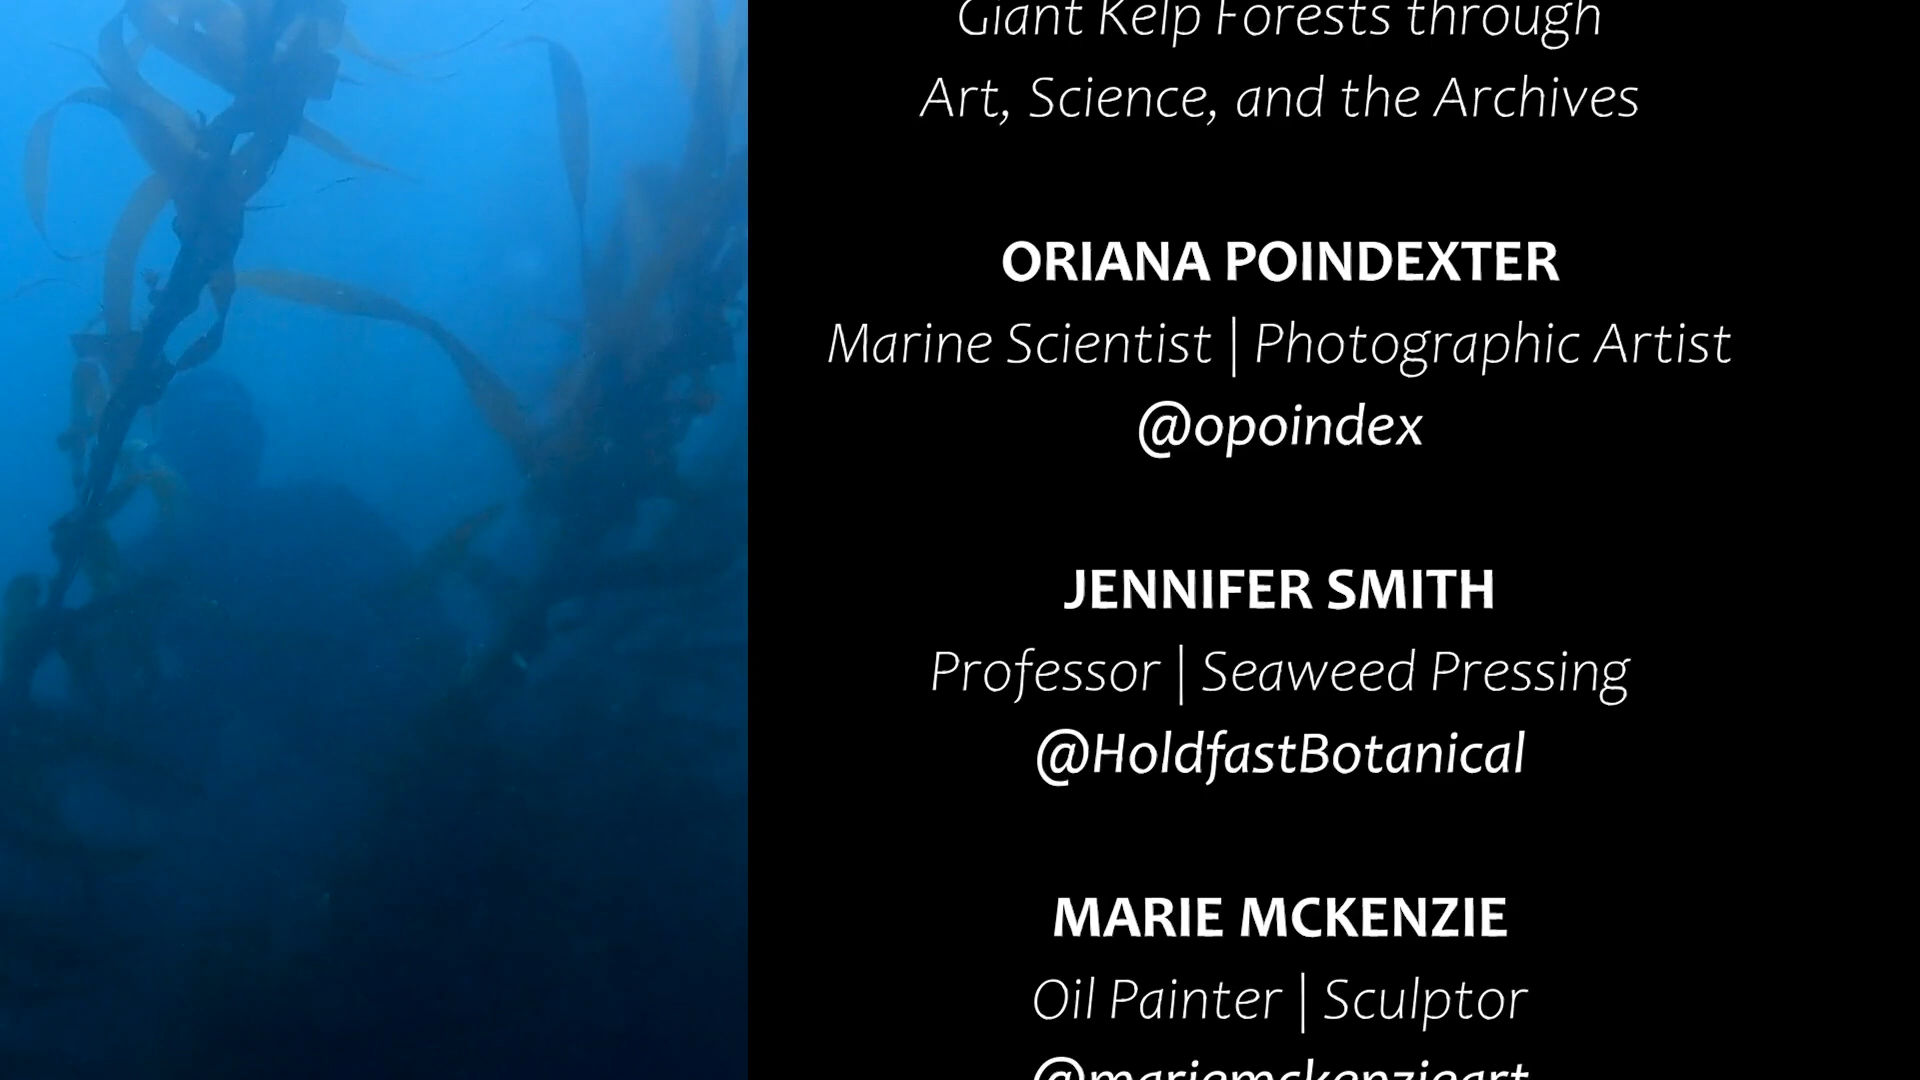 Giant Kelp Forests through
Art, Science, and the Archives
ORIANA POINDEXTER
Marine Scientist | Photographic Artist
@opoindex
JENNIFER SMITH
Professor | Seaweed Pressing
@HoldfastBotanical
MARIE MCKENZIE
Oil Painter | Sculptor
@mariemckenzieart